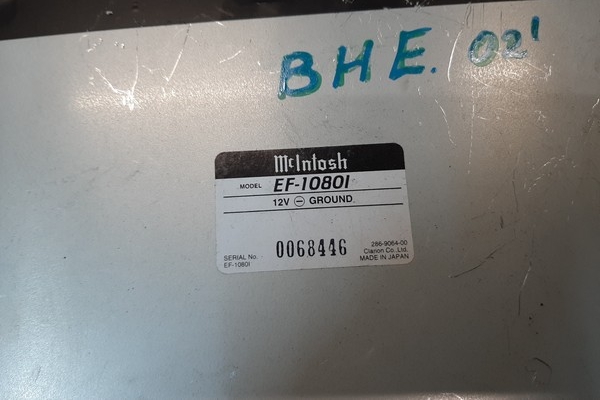 BHE. 02'
McIntosh
MODEL EF-1080I
12V ⊖ GROUND
SERIAL No. 0068446 286-9064-00
Clarion Co., Ltd.
EF-1080I MADE IN JAPAN